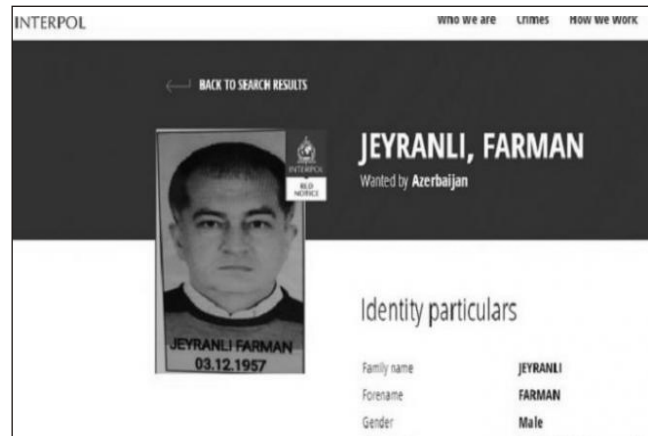 INTERPOL
Who we are Crimes How we Work
BACK TO SEARCH RESULTS
INTERPOL
RED
NOTICE
JEYRANLI, FARMAN
Wanted by Azerbaijan
JEYRANLI FARMAN
03.12.1957
Identity particulars
Family name JEYRANLI
Forename FARMAN
Gender Male